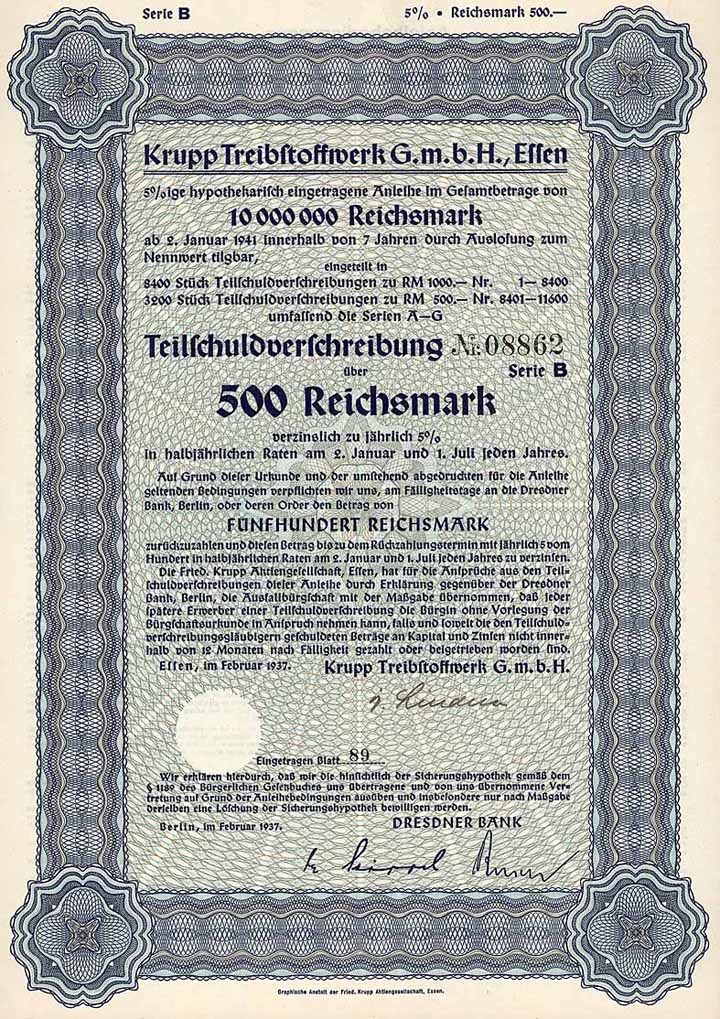 Serie B
5% • Reichsmark 500.—
Krupp Treibstoffwerk G.m.b.H., Essen
5%ige hypothekarisch eingetragene Anleihe im Gesamtbetrage von
10 000 000 Reichsmark
ab 2. Januar 1941 innerhalb von 7 Jahren durch Auslosung zum
Nennwert tilgbar,
eingeteilt in
8400 Stück Teilschuldverschreibungen zu RM 1000.— Nr. 1—8400
3200 Stück Teilschuldverschreibungen zu RM 500.— Nr. 8401—11600
umfassend die Serien A—G
Teilschuldverschreibung Nr. 08862
über
Serie B
500 Reichsmark
verzinslich zu jährlich 5%
in halbjährlichen Raten am 2. Januar und 1. Juli jeden Jahres.
Auf Grund dieser Urkunde und der umstehend abgedruckten für die Anleihe
geltenden Bedingungen verpflichten wir uns, am Fälligkeitstage an die Dresdner
Bank, Berlin, oder deren Order den Betrag von
FÜNFHUNDERT REICHSMARK
zurückzuzahlen und diesen Betrag bis zu dem Rückzahlungstermin mit jährlich 5 vom
Hundert in halbjährlichen Raten am 2. Januar und 1. Juli jeden Jahres zu verzinsen.
Die Fried. Krupp Aktiengesellschaft, Essen, hat für die Ansprüche aus den Teil-
schuldverschreibungen dieser Anleihe durch Erklärung gegenüber der Dresdner
Bank, Berlin, die Ausfallbürgschaft mit der Maßgabe übernommen, daß jeder
spätere Erwerber einer Teilschuldverschreibung die Bürgin ohne Vorlegung der
Bürgschaftsurkunde in Anspruch nehmen kann, falls und soweit die den Teilschuld-
verschreibungsgläubigern geschuldeten Beträge an Kapital und Zinsen nicht inner-
halb von 12 Monaten nach Fälligkeit gezahlt oder beigetrieben worden sind.
Essen, im Februar 1937.
Krupp Treibstoffwerk G.m.b.H.
Eingetragen Blatt 89
Wir erklären hierdurch, daß wir die hinsichtlich der Sicherungshypothek gemäß dem
§ 1189 des Bürgerlichen Gesetzbuches uns übertragene und von uns übernommene Ver-
tretung auf Grund der Anleihebedingungen ausüben und insbesondere nur nach Maßgabe
derselben eine Löschung der Sicherungshypothek bewilligen werden.
Berlin, im Februar 1937.
DRESDNER BANK
Graphische Anstalt der Fried. Krupp Aktiengesellschaft, Essen.